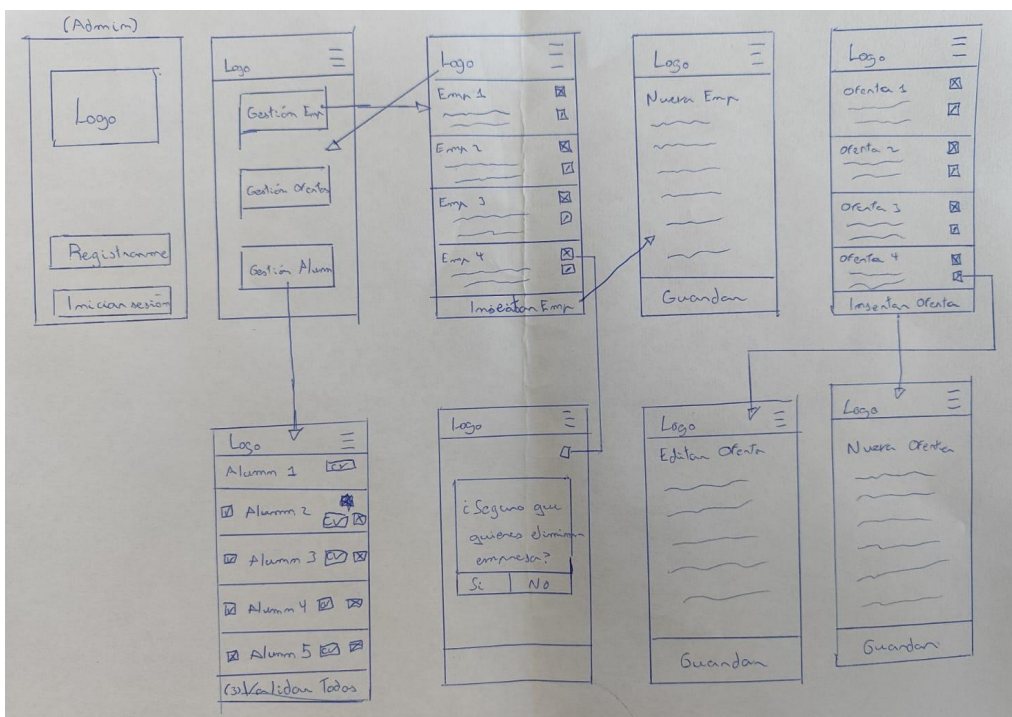 (Admin)
Logo
Registrarme
Iniciar sesión
Logo
Gestión Emp
Gestión Ofertas
Gestión Alumn
Logo
Emp 1
Emp 2
Emp 3
Emp 4
Insertar Emp
Logo
Nueva Emp
Guardar
Logo
Oferta 1
Oferta 2
Oferta 3
Oferta 4
Insertar Oferta
Logo
Alumn 1 CV
Alumn 2
CV
Alumn 3 CV
Alumn 4 CV
Alumn 5 CV
(3) Validar Todos
Logo
¿Seguro que
quieres eliminar
empresa?
Si No
Logo
Editar Oferta
Guardar
Logo
Nueva Oferta
Guardar